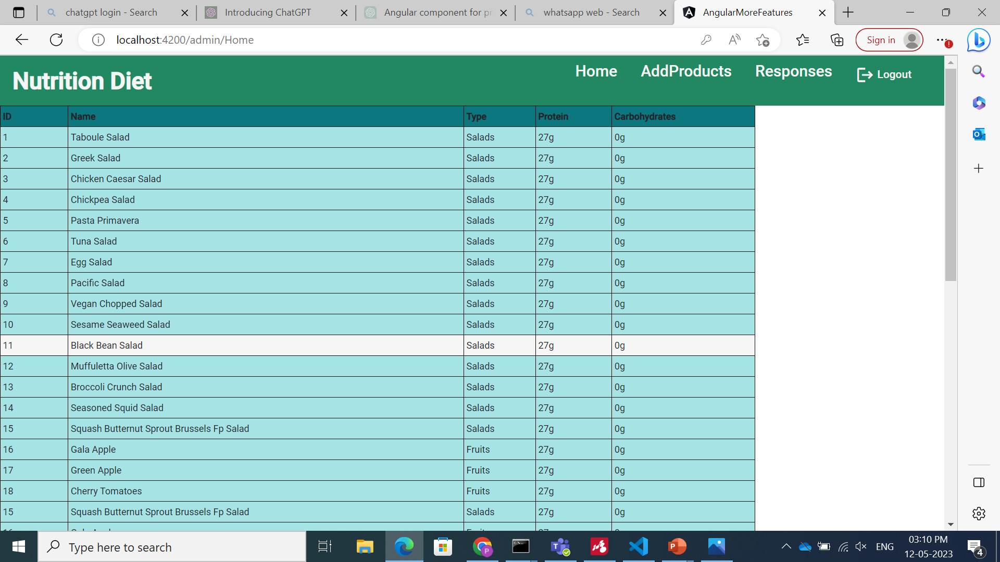 chatgpt login - Search
Introducing ChatGPT
Angular component for pr
whatsapp web - Search
AngularMoreFeatures
localhost:4200/admin/Home
Sign in
Nutrition Diet
Home
AddProducts
Responses
Logout
ID Name Type Protein Carbohydrates
1 Taboule Salad Salads 27g 0g
2 Greek Salad Salads 27g 0g
3 Chicken Caesar Salad Salads 27g 0g
4 Chickpea Salad Salads 27g 0g
5 Pasta Primavera Salads 27g 0g
6 Tuna Salad Salads 27g 0g
7 Egg Salad Salads 27g 0g
8 Pacific Salad Salads 27g 0g
9 Vegan Chopped Salad Salads 27g 0g
10 Sesame Seaweed Salad Salads 27g 0g
11 Black Bean Salad Salads 27g 0g
12 Muffuletta Olive Salad Salads 27g 0g
13 Broccoli Crunch Salad Salads 27g 0g
14 Seasoned Squid Salad Salads 27g 0g
15 Squash Butternut Sprout Brussels Fp Salad Salads 27g 0g
16 Gala Apple Fruits 27g 0g
17 Green Apple Fruits 27g 0g
18 Cherry Tomatoes Fruits 27g 0g
15 Squash Butternut Sprout Brussels Fp Salad Salads 27g 0g
Type here to search
ENG
03:10 PM
12-05-2023
4